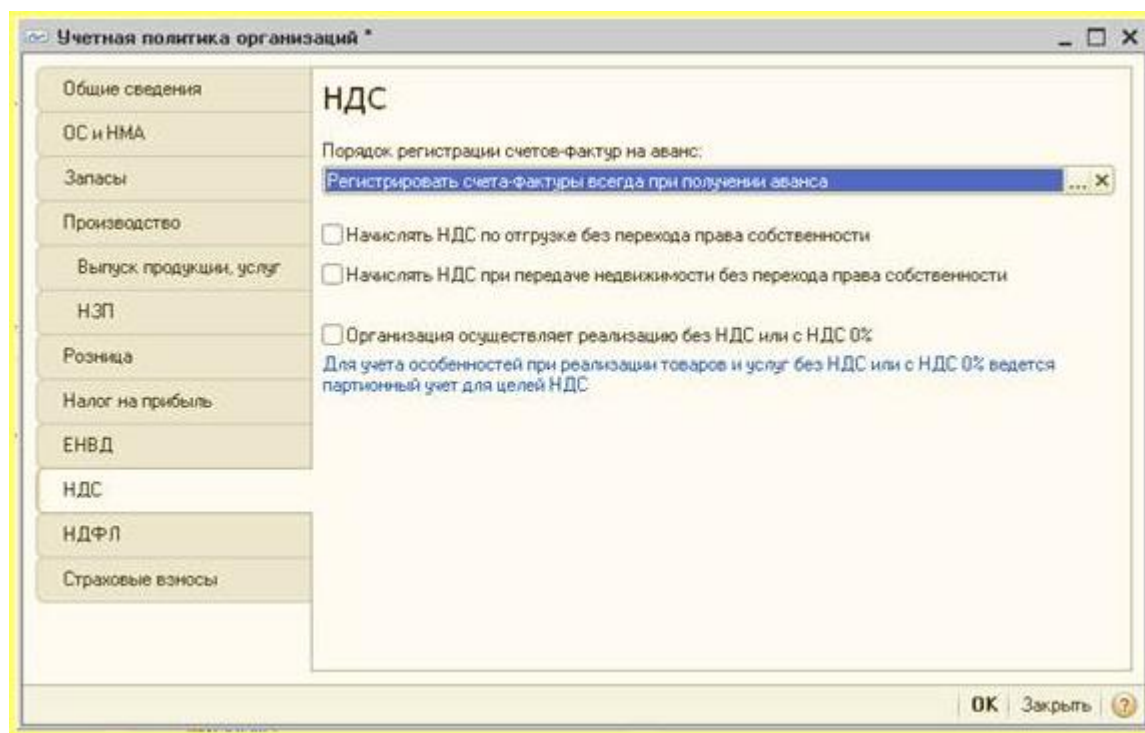 Учетная политика организаций *
Общие сведения
ОС и НМА
Запасы
Производство
Выпуск продукции, услуг
НЗП
Розница
Налог на прибыль
ЕНВД
НДС
НДФЛ
Страховые взносы
НДС
Порядок регистрации счетов-фактур на аванс:
Регистрировать счета-фактуры всегда при получении аванса
...
Начислять НДС по отгрузке без перехода права собственности
Начислять НДС при передаче недвижимости без перехода права собственности
Организация осуществляет реализацию без НДС или с НДС 0%
Для учета особенностей при реализации товаров и услуг без НДС или с НДС 0% ведется
партионный учет для целей НДС
OK Закрыть ?